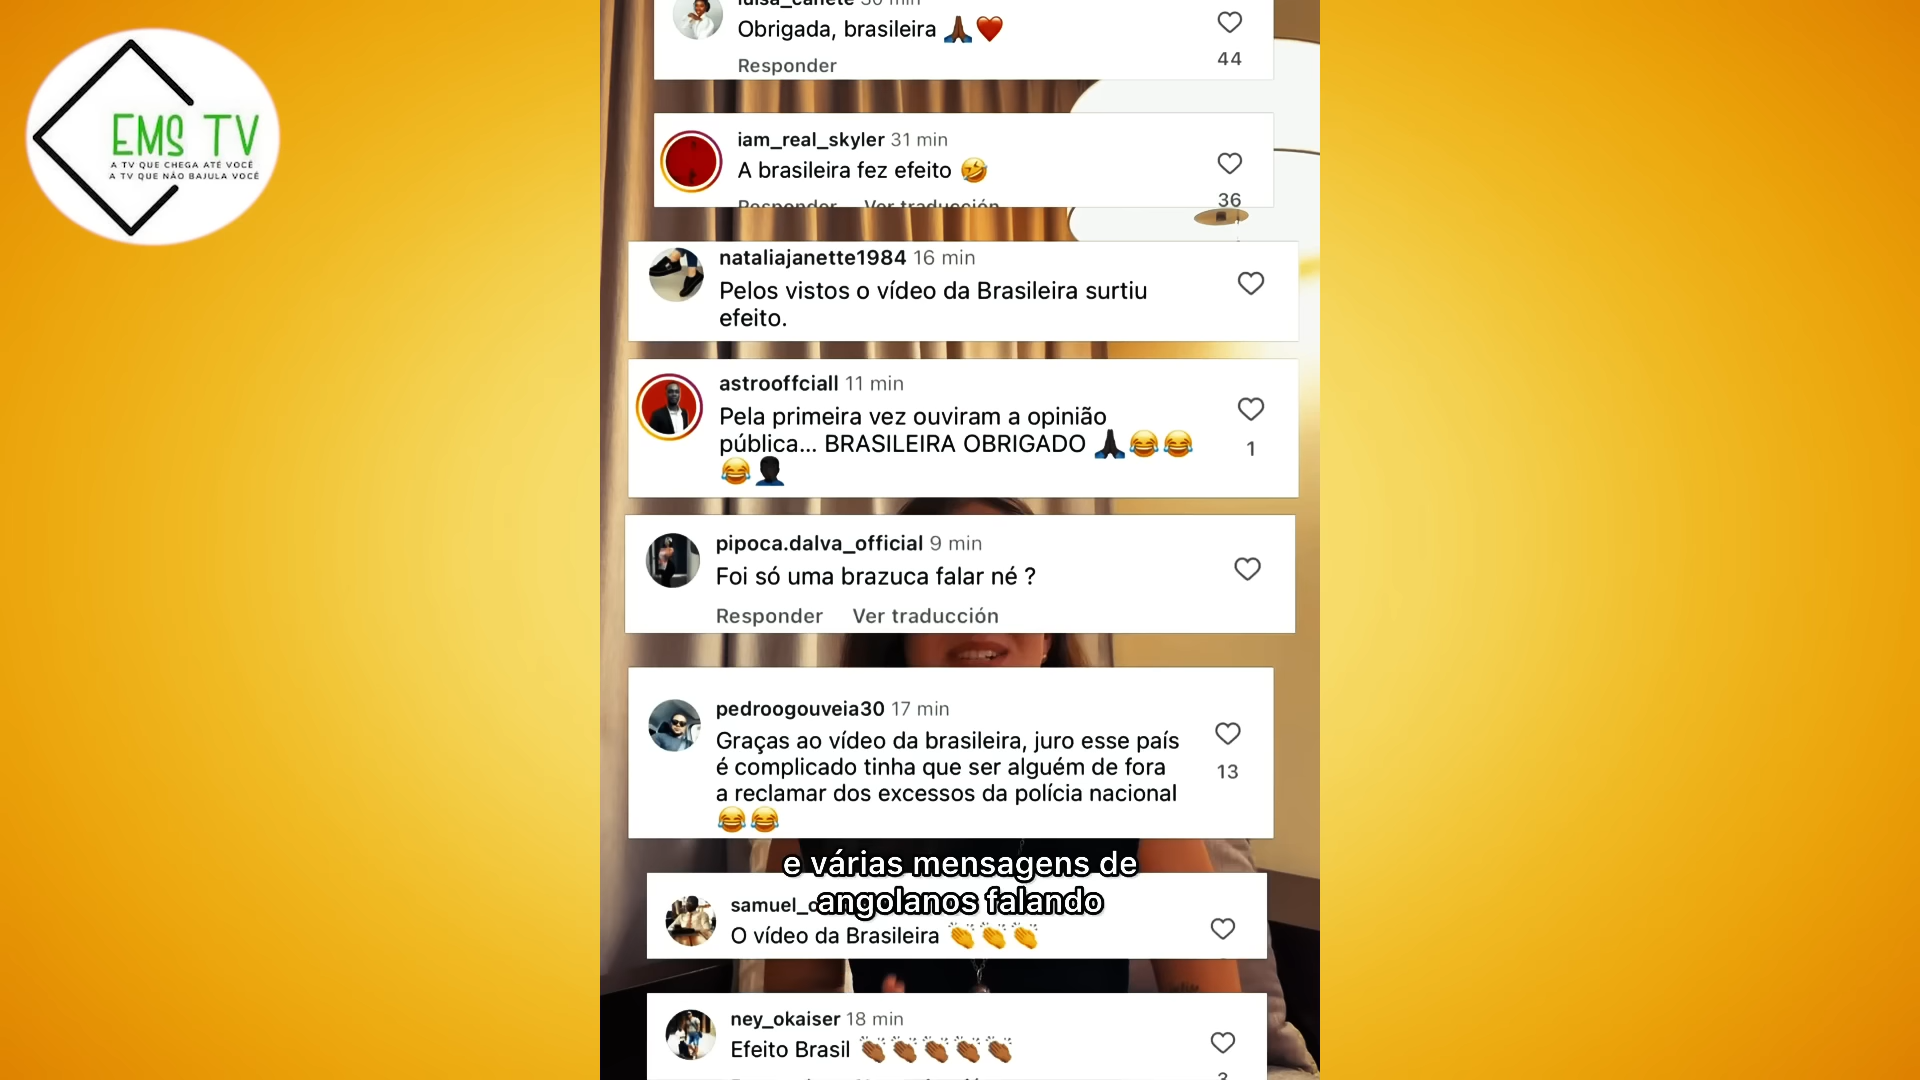 EMS TV
A TV QUE CHEGA ATÉ VOCÊ
A TV QUE NÃO BAJULA VOCÊ
luisa_canete 30 min
Obrigada, brasileira 🙏🏾❤️
44
Responder
iam_real_skyler 31 min
A brasileira fez efeito 🤣
36
Responder Ver traducción
nataliajanette1984 16 min
Pelos vistos o vídeo da Brasileira surtiu
efeito.
astrooffciall 11 min
Pela primeira vez ouviram a opinião
pública... BRASILEIRA OBRIGADO 🙏🏿😂😂
😂👤
1
pipoca.dalva_official 9 min
Foi só uma brazuca falar né ?
Responder Ver traducción
pedroogouveia30 17 min
Graças ao vídeo da brasileira, juro esse país
é complicado tinha que ser alguém de fora
a reclamar dos excessos da polícia nacional
😂😂
13
e várias mensagens de
angolanos falando
O vídeo da Brasileira 👏👏👏
ney_okaiser 18 min
Efeito Brasil 👏🏾👏🏾👏🏾👏🏾👏🏾
3